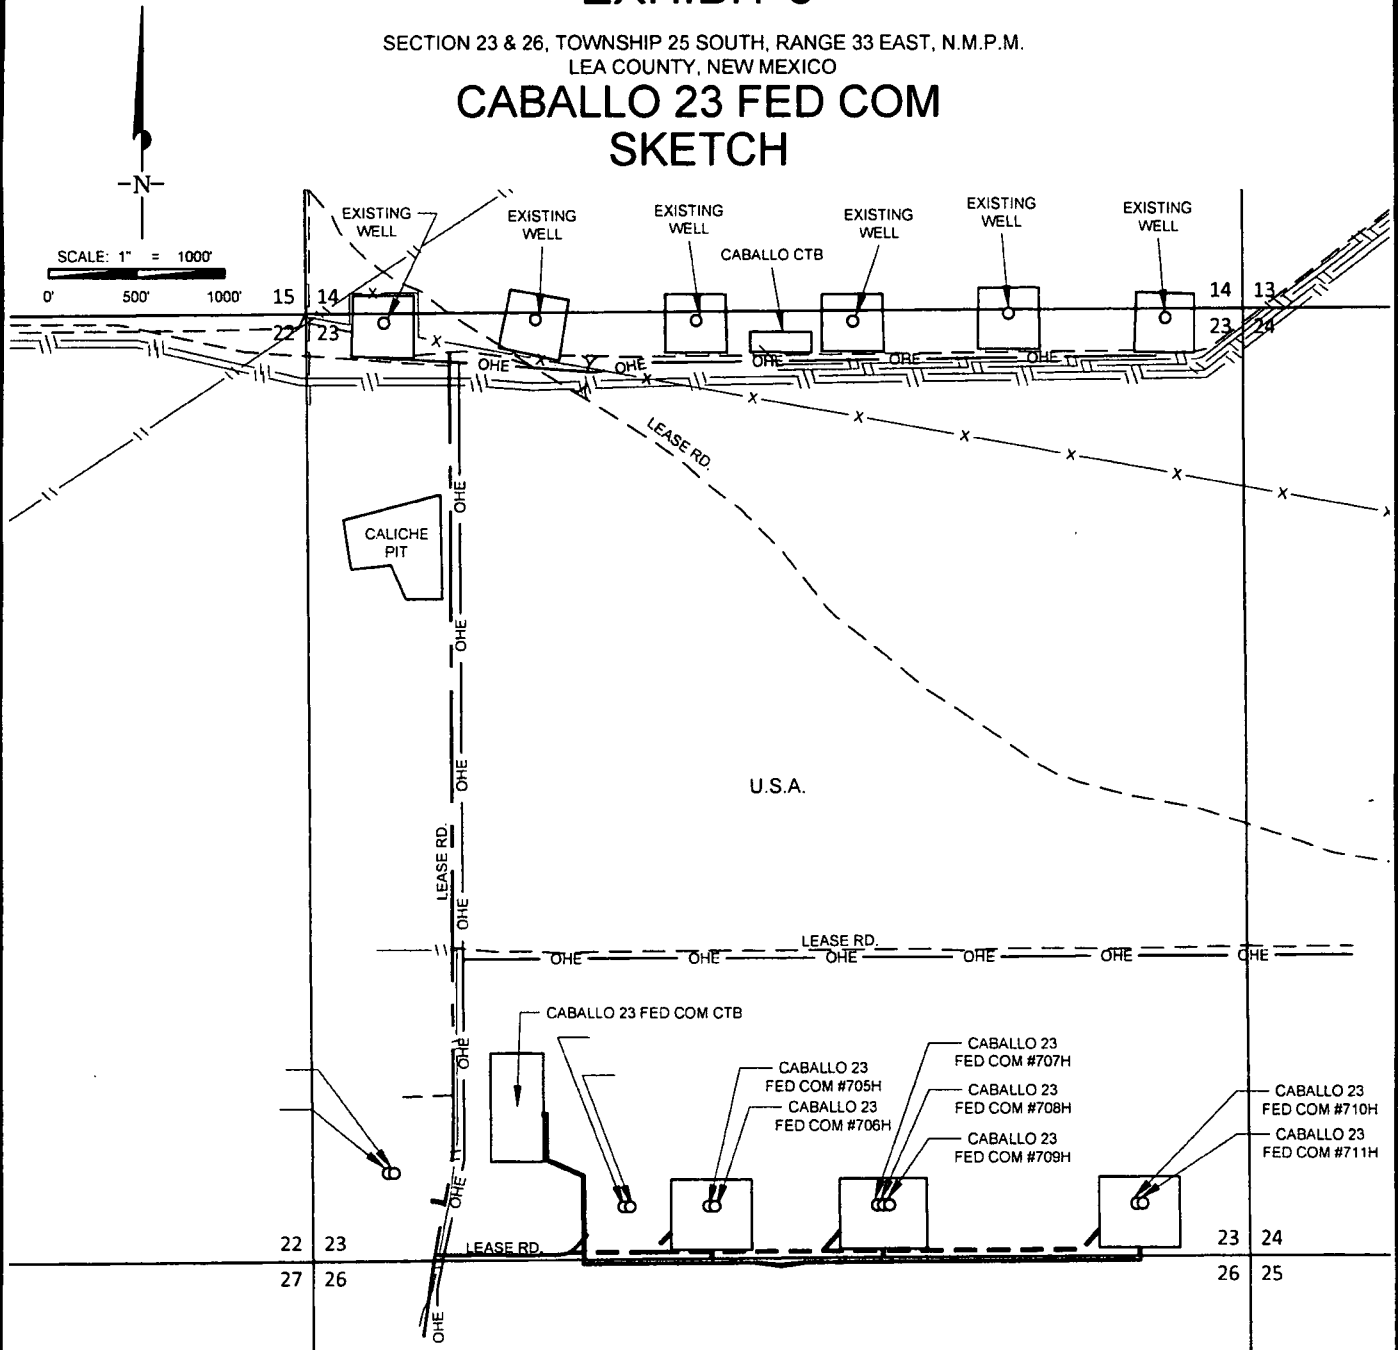 SECTION 23 & 26, TOWNSHIP 25 SOUTH, RANGE 33 EAST, N.M.P.M.
LEA COUNTY, NEW MEXICO
CABALLO 23 FED COM
SKETCH
-N-
SCALE: 1" = 1000'
0' 500' 1000'
EXISTING
WELL
EXISTING
WELL
EXISTING
WELL
CABALLO CTB
EXISTING
WELL
EXISTING
WELL
EXISTING
WELL
15 14
22 23
14 13
23 24
OHE
OHE
OHE
OHE
OHE
LEASE RD.
OHE
CALICHE
PIT
OHE
OHE
U.S.A.
LEASE RD.
OHE
LEASE RD.
OHE
OHE
OHE
OHE
OHE
OHE
CABALLO 23 FED COM CTB
OHE
CABALLO 23
FED COM #705H
CABALLO 23
FED COM #706H
CABALLO 23
FED COM #707H
CABALLO 23
FED COM #708H
CABALLO 23
FED COM #709H
CABALLO 23
FED COM #710H
CABALLO 23
FED COM #711H
OHE
LEASE RD.
22 23
27 26
23 24
26 25
OHE